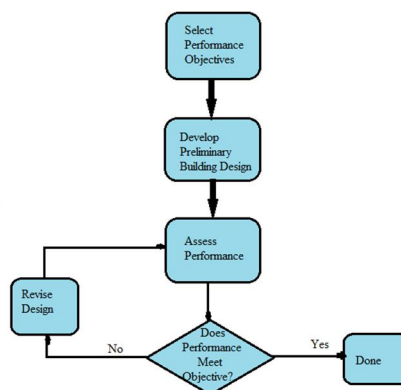 Select
Performance
Objectives
Develop
Preliminary
Building Design
Assess
Performance
Revise
Design
Does
Performance
Meet
Objective?
No
Yes
Done